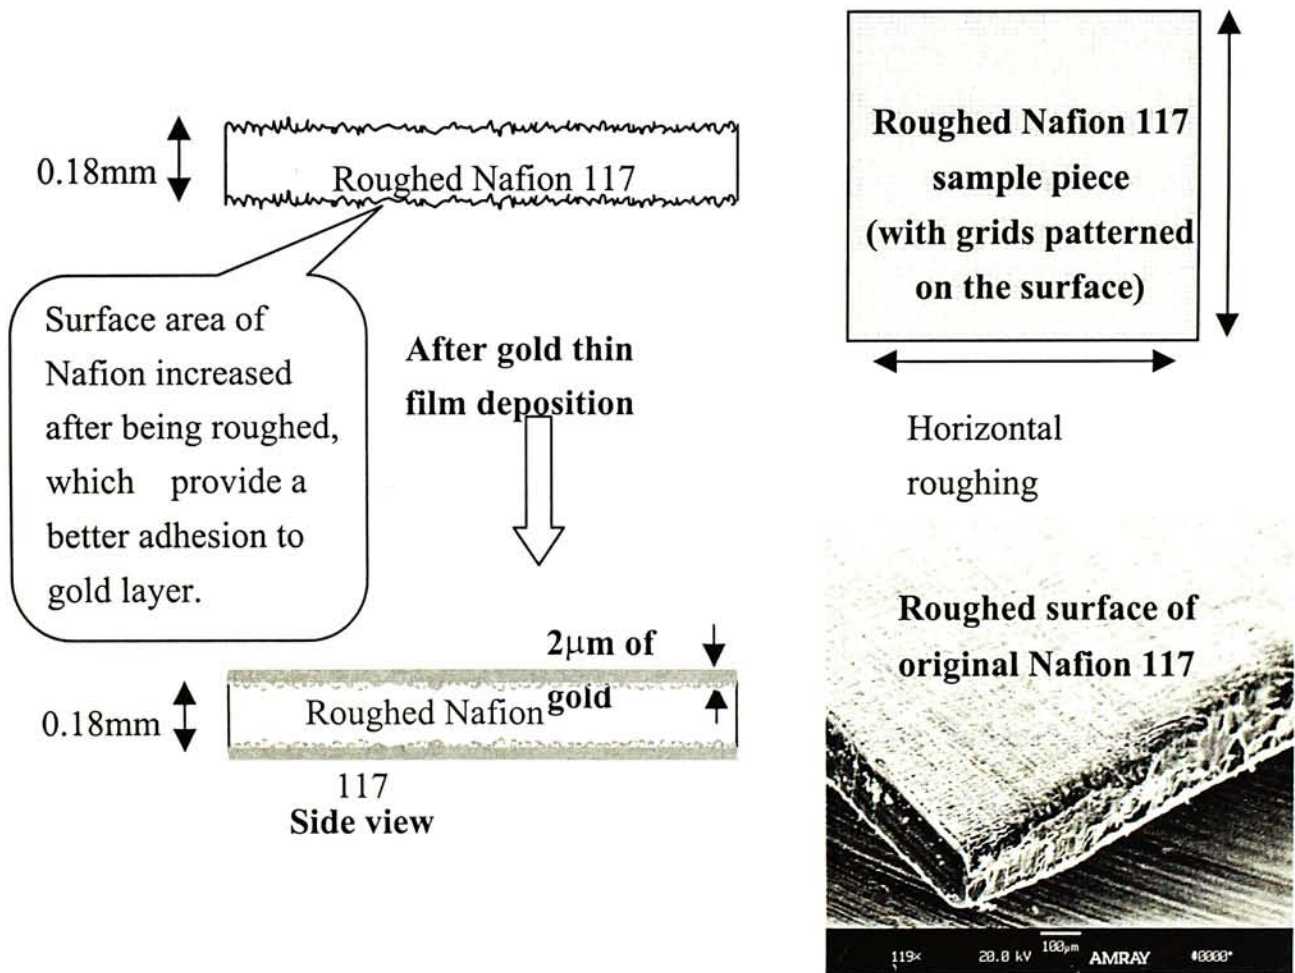 0.18mm
Roughed Nafion 117
Surface area of
Nafion increased
after being roughed,
which provide a
better adhesion to
gold layer.
After gold thin
film deposition
2μm of
gold
0.18mm
Roughed Nafion
117
Side view
Roughed Nafion 117
sample piece
(with grids patterned
on the surface)
Horizontal
roughing
Roughed surface of
original Nafion 117
119× 20.0 kV 100μm AMRAY #0000*